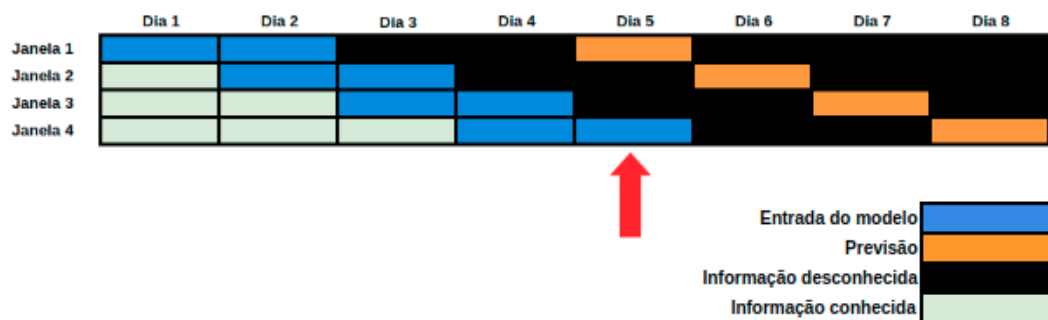 Dia 1 Dia 2 Dia 3 Dia 4 Dia 5 Dia 6 Dia 7 Dia 8
Janela 1
Janela 2
Janela 3
Janela 4
Entrada do modelo
Previsão
Informação desconhecida
Informação conhecida